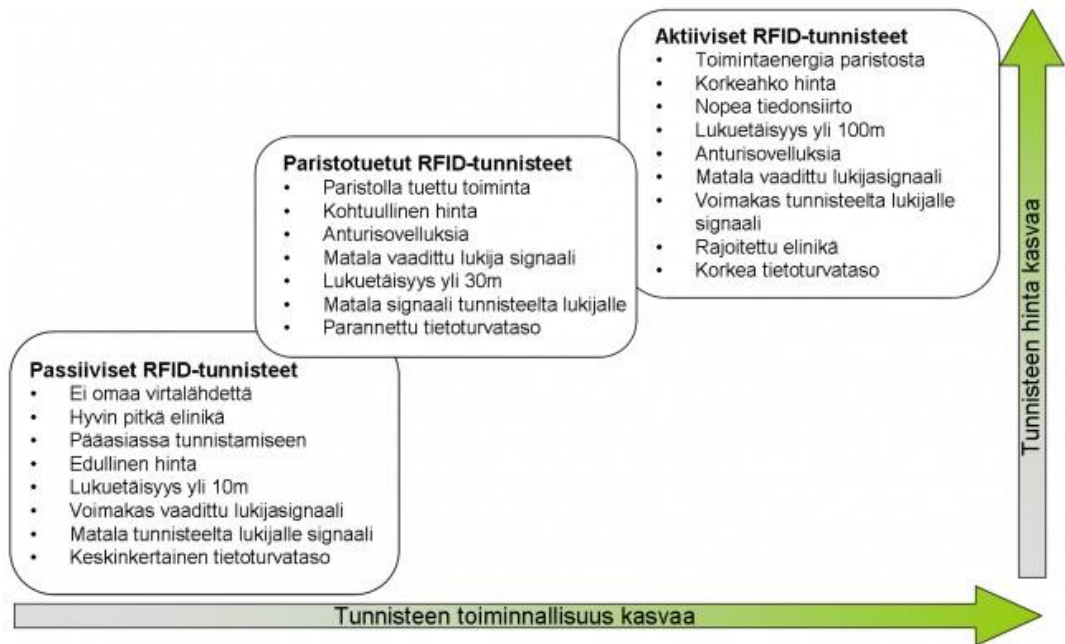 Aktiiviset RFID-tunnisteet
• Toimintaenergia paristosta
• Korkeahko hinta
• Nopea tiedonsiirto
• Lukuetäisyys yli 100m
• Anturisovelluksia
• Matala vaadittu lukijasignaali
• Voimakas tunnisteelta lukijalle
signaali
• Rajoitettu elinikä
• Korkea tietoturvataso
Paristotuetut RFID-tunnisteet
• Paristolla tuettu toiminta
• Kohtuullinen hinta
• Anturisovelluksia
• Matala vaadittu lukija signaali
• Lukuetäisyys yli 30m
• Matala signaali tunnisteelta lukijalle
• Parannettu tietoturvataso
Passiiviset RFID-tunnisteet
• Ei omaa virtalähdettä
• Hyvin pitkä elinikä
• Pääasiassa tunnistamiseen
• Edullinen hinta
• Lukuetäisyys yli 10m
• Voimakas vaadittu lukijasignaali
• Matala tunnisteelta lukijalle signaali
• Keskinkertainen tietoturvataso
Tunnisteen hinta kasvaa
Tunnisteen toiminnallisuus kasvaa